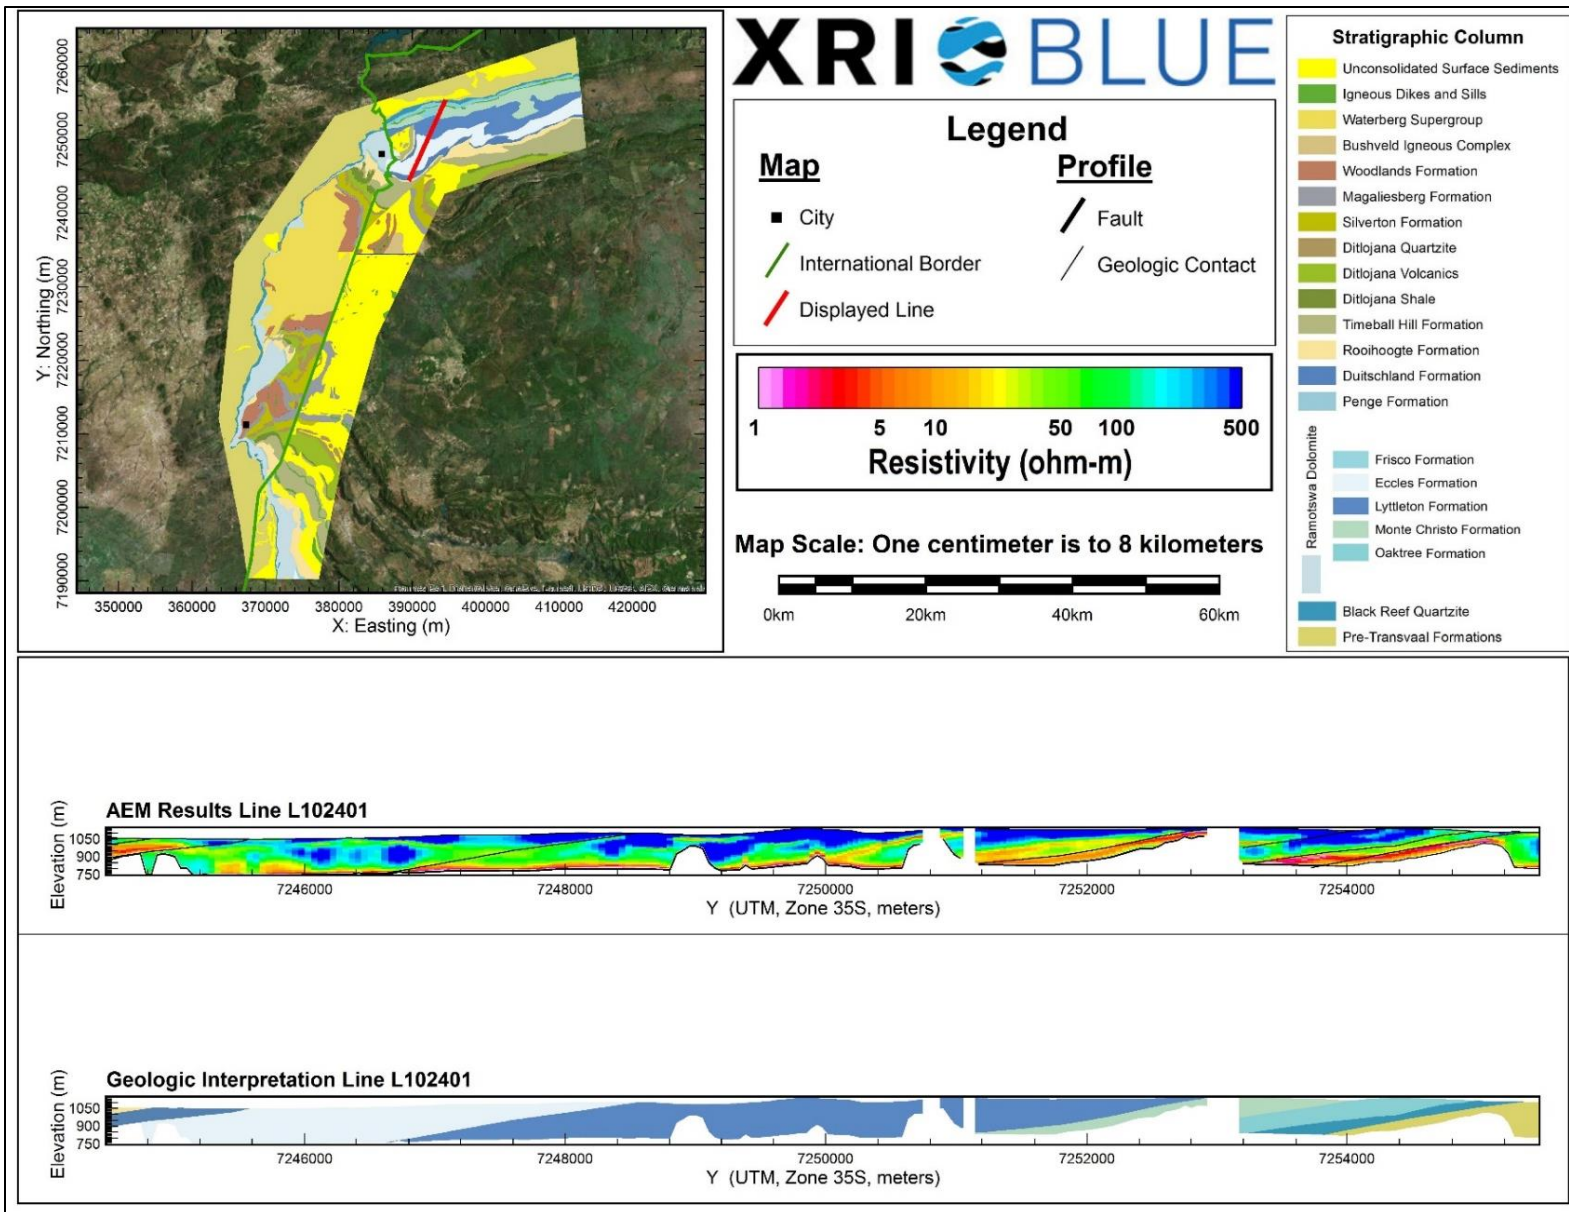 XRI BLUE
7260000
7250000
7240000
7230000
7220000
7210000
7200000
7190000
Y: Northing (m)
350000 360000 370000 380000 390000 400000 410000 420000
X: Easting (m)
Legend
Map
City
International Border
Displayed Line
Profile
Fault
Geologic Contact
1 5 10 50 100 500
Resistivity (ohm-m)
Map Scale: One centimeter is to 8 kilometers
0km 20km 40km 60km
Stratigraphic Column
Unconsolidated Surface Sediments
Igneous Dikes and Sills
Waterberg Supergroup
Bushveld Igneous Complex
Woodlands Formation
Magaliesberg Formation
Silverton Formation
Ditlojana Quartzite
Ditlojana Volcanics
Ditlojana Shale
Timeball Hill Formation
Rooihoogte Formation
Duitschland Formation
Penge Formation
Ramotswa Dolomite
Frisco Formation
Eccles Formation
Lyttleton Formation
Monte Christo Formation
Oaktree Formation
Black Reef Quartzite
Pre-Transvaal Formations
AEM Results Line L102401
Elevation (m)
1050
900
750
7246000 7248000 7250000 7252000 7254000
Y (UTM, Zone 35S, meters)
Geologic Interpretation Line L102401
Elevation (m)
1050
900
750
7246000 7248000 7250000 7252000 7254000
Y (UTM, Zone 35S, meters)